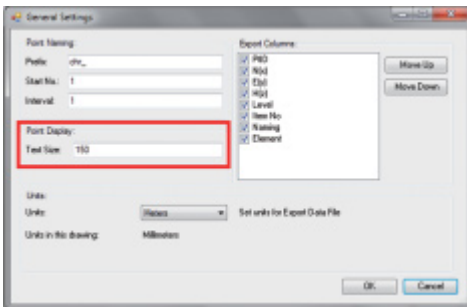 General Settings
Point Naming:
Prefix: chr_
Start No.: 1
Interval: 1
Point Display:
Text Size: 150
Export Columns:
PtID
N(x)
E(y)
H(z)
Level
Item No
Naming
Element
Move Up
Move Down
Units:
Units: Meters Set units for Export Data File
Units in this drawing: Millimeters
OK Cancel